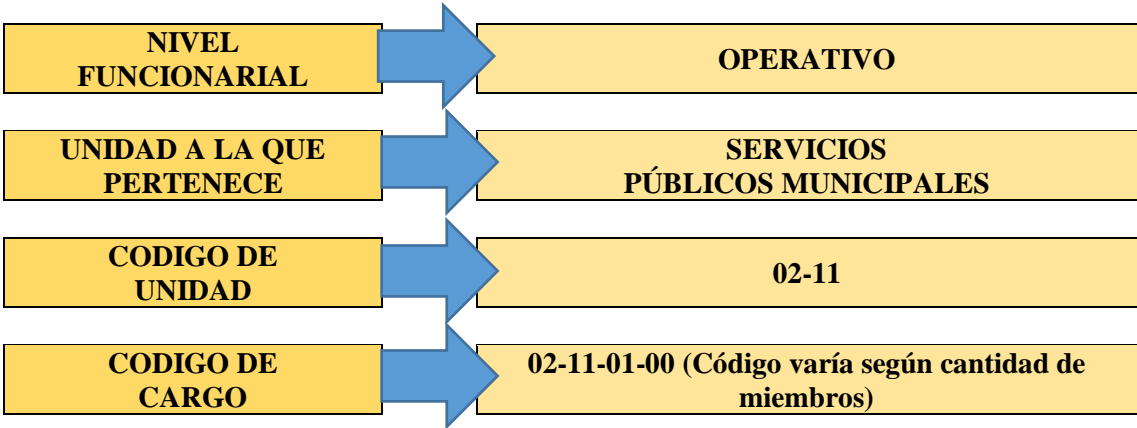 NIVEL
FUNCIONARIAL
OPERATIVO
UNIDAD A LA QUE
PERTENECE
SERVICIOS
PÚBLICOS MUNICIPALES
CODIGO DE
UNIDAD
02-11
CODIGO DE
CARGO
02-11-01-00 (Código varía según cantidad de
miembros)